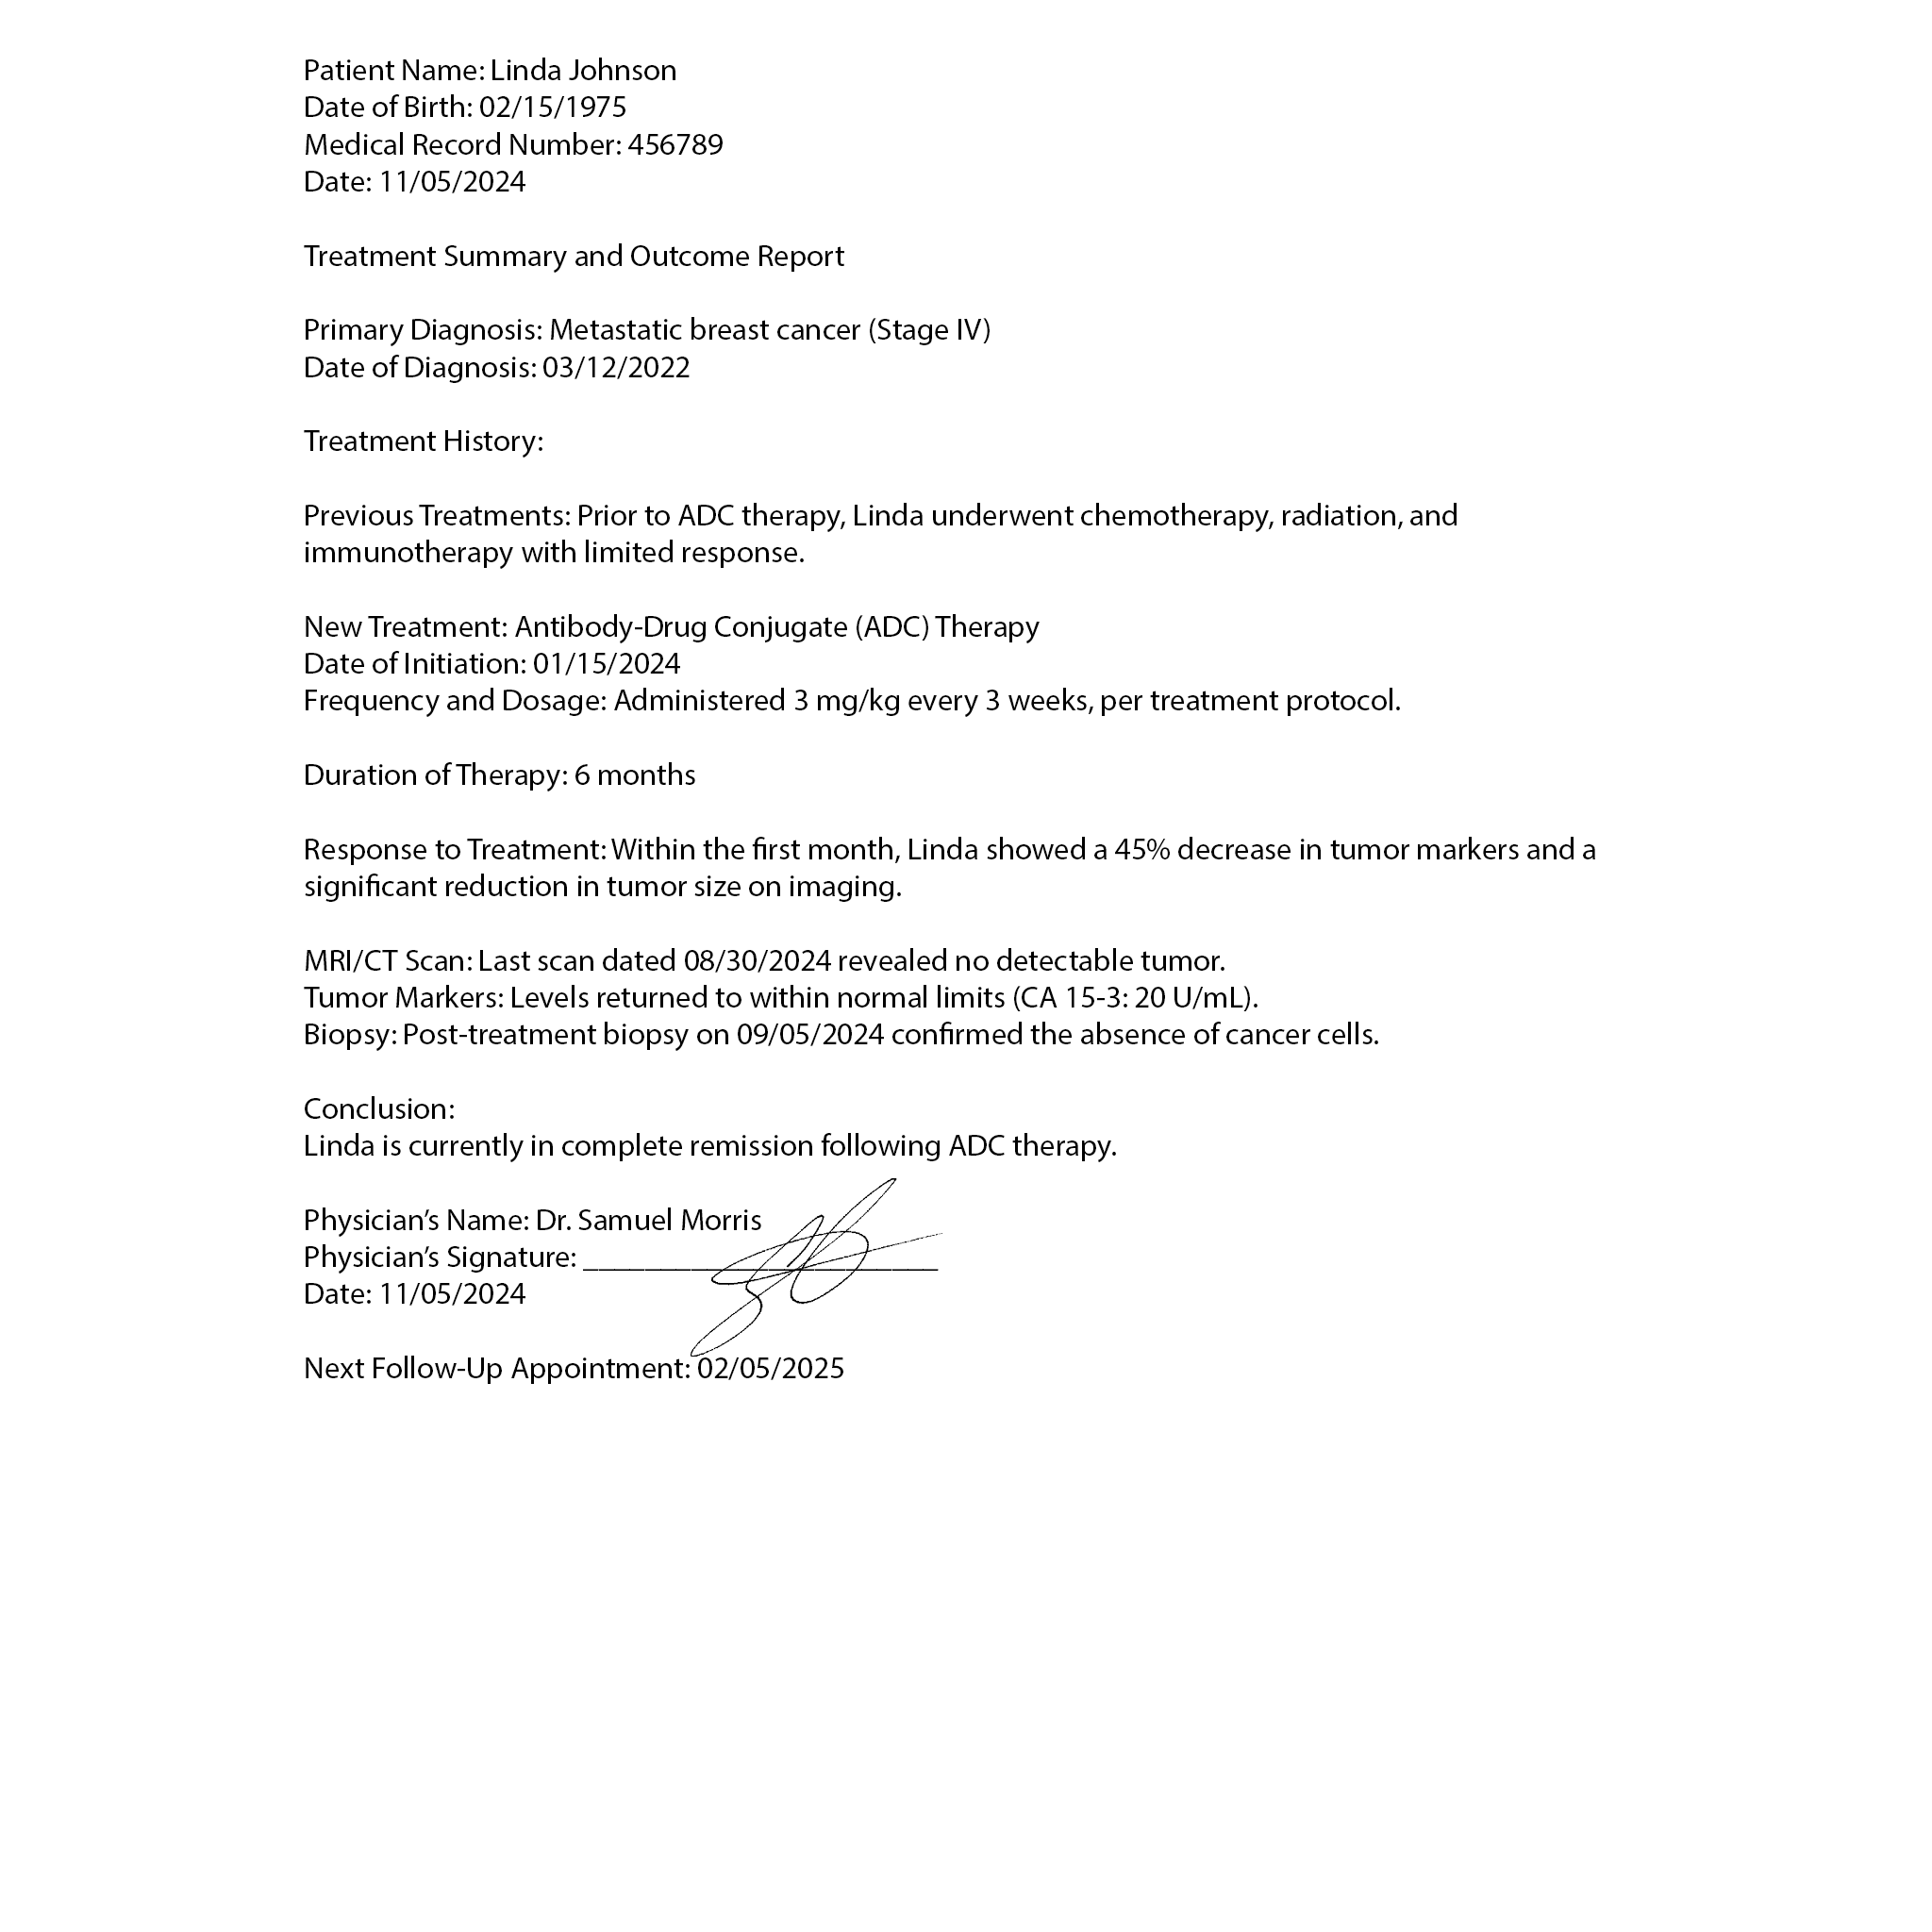 Patient Name: Linda Johnson
Date of Birth: 02/15/1975
Medical Record Number: 456789
Date: 11/05/2024
Treatment Summary and Outcome Report
Primary Diagnosis: Metastatic breast cancer (Stage IV)
Date of Diagnosis: 03/12/2022
Treatment History:
Previous Treatments: Prior to ADC therapy, Linda underwent chemotherapy, radiation, and
immunotherapy with limited response.
New Treatment: Antibody-Drug Conjugate (ADC) Therapy
Date of Initiation: 01/15/2024
Frequency and Dosage: Administered 3 mg/kg every 3 weeks, per treatment protocol.
Duration of Therapy: 6 months
Response to Treatment: Within the first month, Linda showed a 45% decrease in tumor markers and a
significant reduction in tumor size on imaging.
MRI/CT Scan: Last scan dated 08/30/2024 revealed no detectable tumor.
Tumor Markers: Levels returned to within normal limits (CA 15-3: 20 U/mL).
Biopsy: Post-treatment biopsy on 09/05/2024 confirmed the absence of cancer cells.
Conclusion:
Linda is currently in complete remission following ADC therapy.
Physician’s Name: Dr. Samuel Morris
Physician’s Signature: _______________________
Date: 11/05/2024
Next Follow-Up Appointment: 02/05/2025